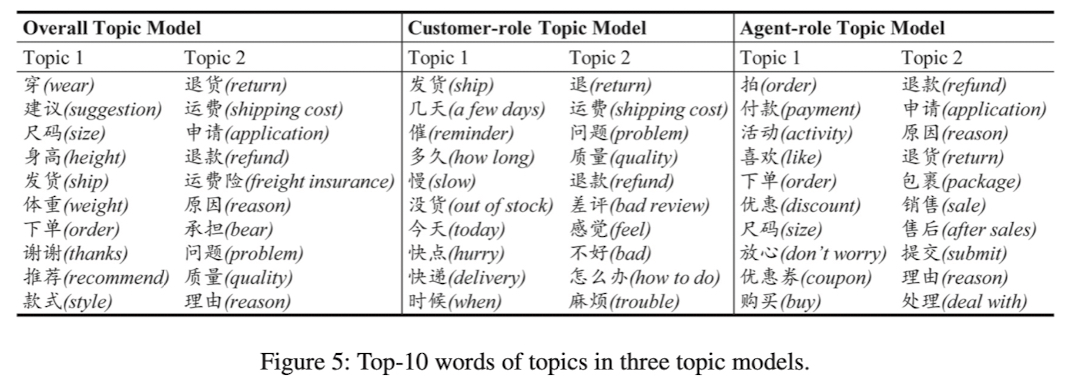 Overall Topic Model Customer-role Topic Model Agent-role Topic Model
Topic 1 Topic 2 Topic 1 Topic 2 Topic 1 Topic 2
穿(wear) 退货(return) 发货(ship) 退(return) 拍(order) 退款(refund)
建议(suggestion) 运费(shipping cost) 几天(a few days) 运费(shipping cost) 付款(payment) 申请(application)
尺码(size) 申请(application) 催(reminder) 问题(problem) 活动(activity) 原因(reason)
身高(height) 退款(refund) 多久(how long) 质量(quality) 喜欢(like) 退货(return)
发货(ship) 运费险(freight insurance) 慢(slow) 退款(refund) 下单(order) 包裹(package)
体重(weight) 原因(reason) 没货(out of stock) 差评(bad review) 优惠(discount) 销售(sale)
下单(order) 承担(bear) 今天(today) 感觉(feel) 尺码(size) 售后(after sales)
谢谢(thanks) 问题(problem) 快点(hurry) 不好(bad) 放心(don't worry) 提交(submit)
推荐(recommend) 质量(quality) 快递(delivery) 怎么办(how to do) 优惠券(coupon) 理由(reason)
款式(style) 理由(reason) 时候(when) 麻烦(trouble) 购买(buy) 处理(deal with)
Figure 5: Top-10 words of topics in three topic models.